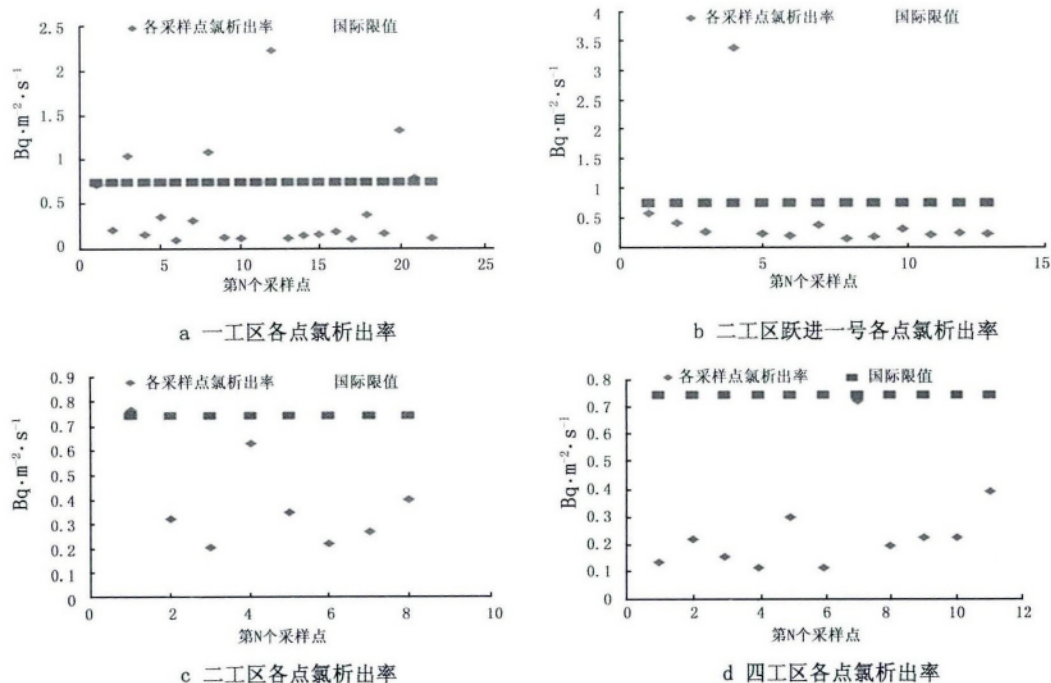 各采样点氯析出率 国际限值
2.5
2
1.5
1
0.5
0
Bq·m⁻²·s⁻¹
0 5 10 15 20 25
第N个采样点
a 一工区各点氯析出率
各采样点氯析出率 国际限值
4
3.5
3
2.5
2
1.5
1
0.5
0
Bq·m⁻²·s⁻¹
0 5 10 15
第N个采样点
b 二工区跃进一号各点氯析出率
各采样点氯析出率 国际限值
0.9
0.8
0.7
0.6
0.5
0.4
0.3
0.2
0.1
0
Bq·m⁻²·s⁻¹
0 2 4 6 8 10
第N个采样点
c 二工区各点氯析出率
各采样点氯析出率 国际限值
0.8
0.7
0.6
0.5
0.4
0.3
0.2
0.1
0
Bq·m⁻²·s⁻¹
0 2 4 6 8 10 12
第N个采样点
d 四工区各点氯析出率